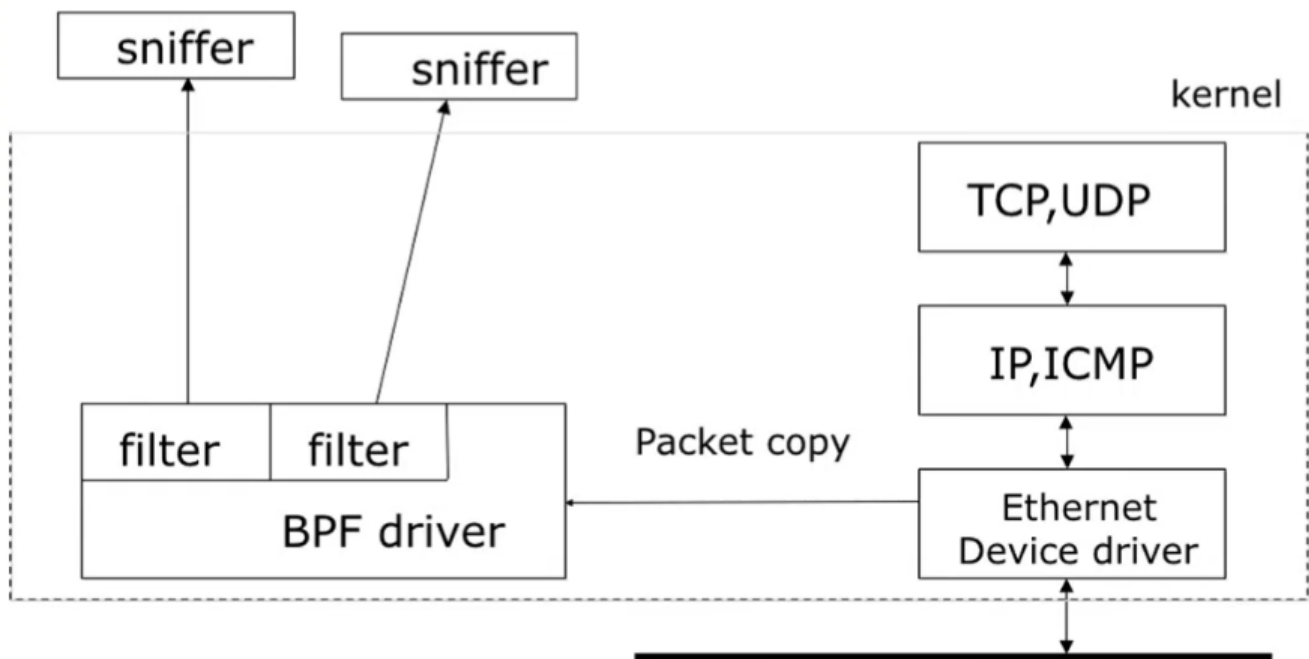 sniffer
sniffer
kernel
TCP,UDP
IP,ICMP
filter
filter
Packet copy
BPF driver
Ethernet
Device driver